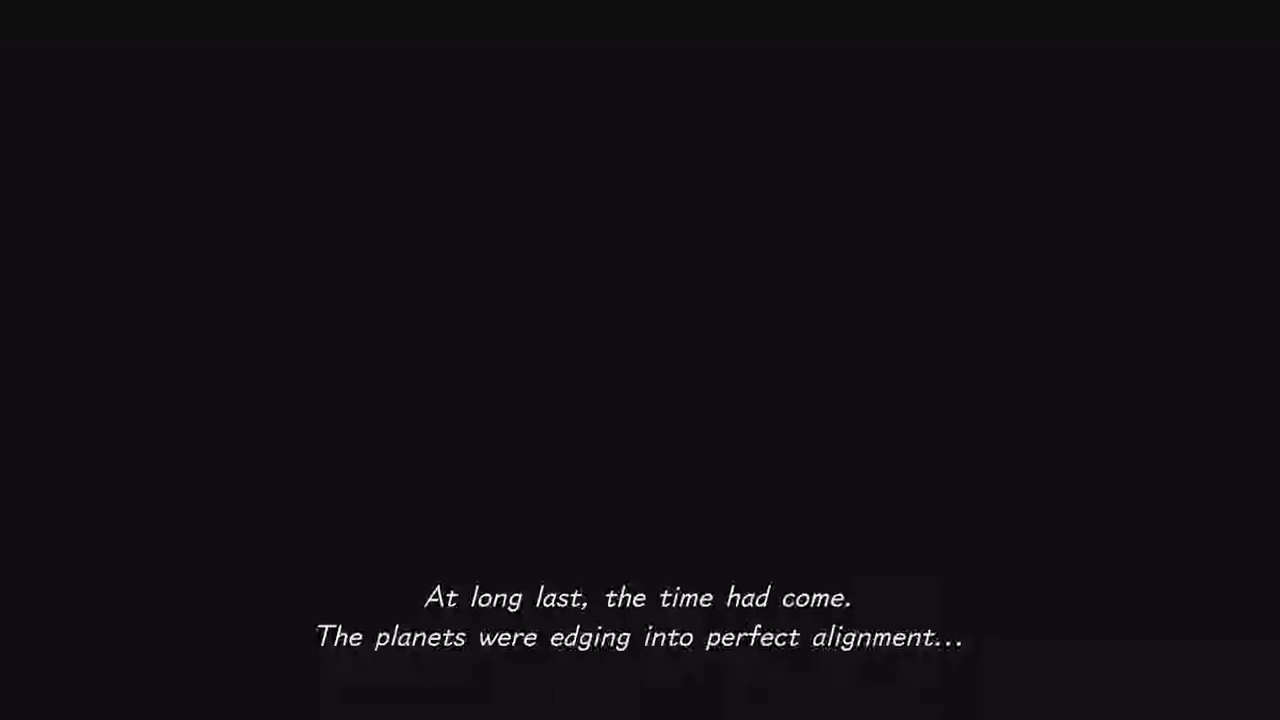 At long last, the time had come.
The planets were edging into perfect alignment...